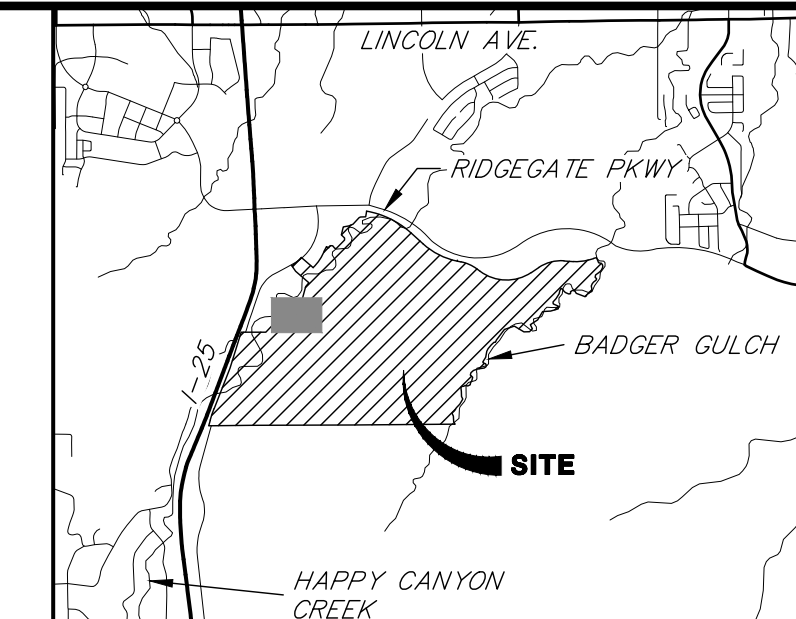 LINCOLN AVE.
RIDGEGATE PKWY
I-25
BADGER GULCH
SITE
HAPPY CANYON
CREEK